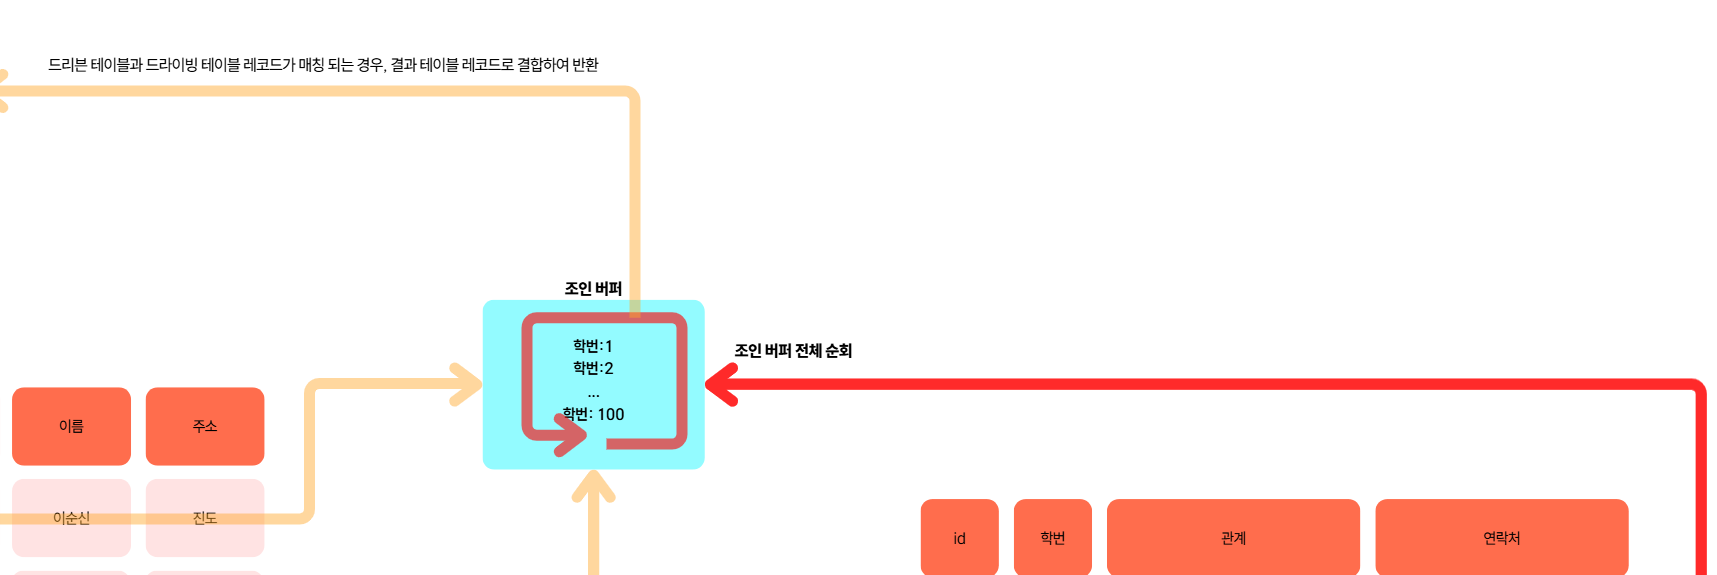 드리븐 테이블과 드라이빙 테이블 레코드가 매칭 되는 경우, 결과 테이블 레코드로 결합하여 반환
조인 버퍼
학번:1
학번:2
...
학번: 100
조인 버퍼 전체 순회
이름 주소
이순신 진도
id 학번 관계 연락처